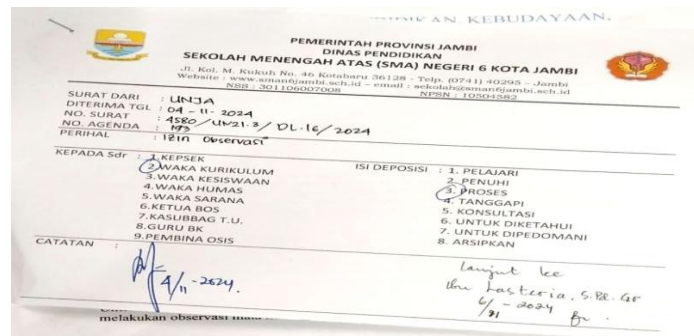 KEBUDAYAAN,
PEMERINTAH PROVINSI JAMBI
DINAS PENDIDIKAN
SEKOLAH MENENGAH ATAS (SMA) NEGERI 6 KOTA JAMBI
Jl. Kol. M. Kukuh No. 46 Kotabaru 36128 - Telp. (0741) 40295 - Jambi
Website : www.sman6jambi.sch.id - email : sekolah@sman6jambi.sch.id
NSS : 301106007008 NPSN : 10504582
SURAT DARI : UNJA
DITERIMA TGL : 04 - 11 - 2024
NO. SURAT : 4580 / UN21.3 / DL.16 / 2024
NO. AGENDA :
PERIHAL : Izin Observasi
KEPADA Sdr : 1.KEPSEK
2.WAKA KURIKULUM
3.WAKA KESISWAAN
4.WAKA HUMAS
5.WAKA SARANA
6.KETUA BOS
7.KASUBBAG T.U.
8.GURU BK
9.PEMBINA OSIS
ISI DEPOSISI : 1. PELAJARI
2. PENUHI
3. PROSES
4. TANGGAPI
5. KONSULTASI
6. UNTUK DIKETAHUI
7. UNTUK DIPEDOMANI
8. ARSIPKAN
CATATAN :
4/11 - 2024.
Lanjut ke
Ibu Lasteria, S.Pd. Gr
6/11 - 2024
melakukan observasi